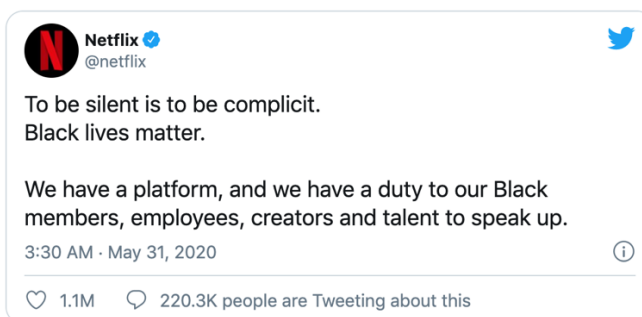 Netflix
@netflix
To be silent is to be complicit.
Black lives matter.
We have a platform, and we have a duty to our Black
members, employees, creators and talent to speak up.
3:30 AM · May 31, 2020
1.1M 220.3K people are Tweeting about this